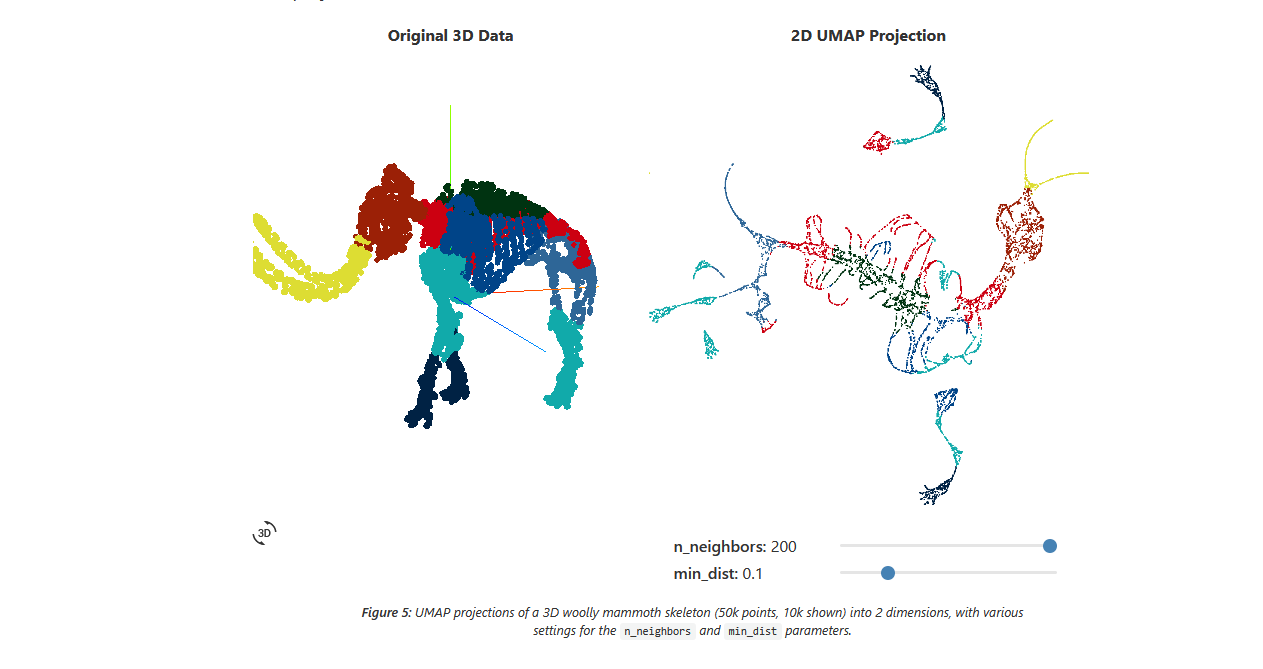 Original 3D Data
2D UMAP Projection
3D
n_neighbors: 200
min_dist: 0.1
Figure 5: UMAP projections of a 3D woolly mammoth skeleton (50k points, 10k shown) into 2 dimensions, with various
settings for the n_neighbors and min_dist parameters.